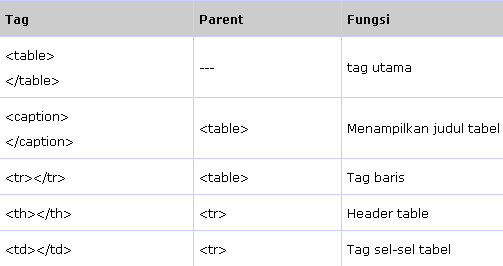 Tag Parent Fungsi
<table>
</table> --- tag utama
<caption>
</caption> <table> Menampilkan judul tabel
<tr></tr> <table> Tag baris
<th></th> <tr> Header table
<td></td> <tr> Tag sel-sel tabel